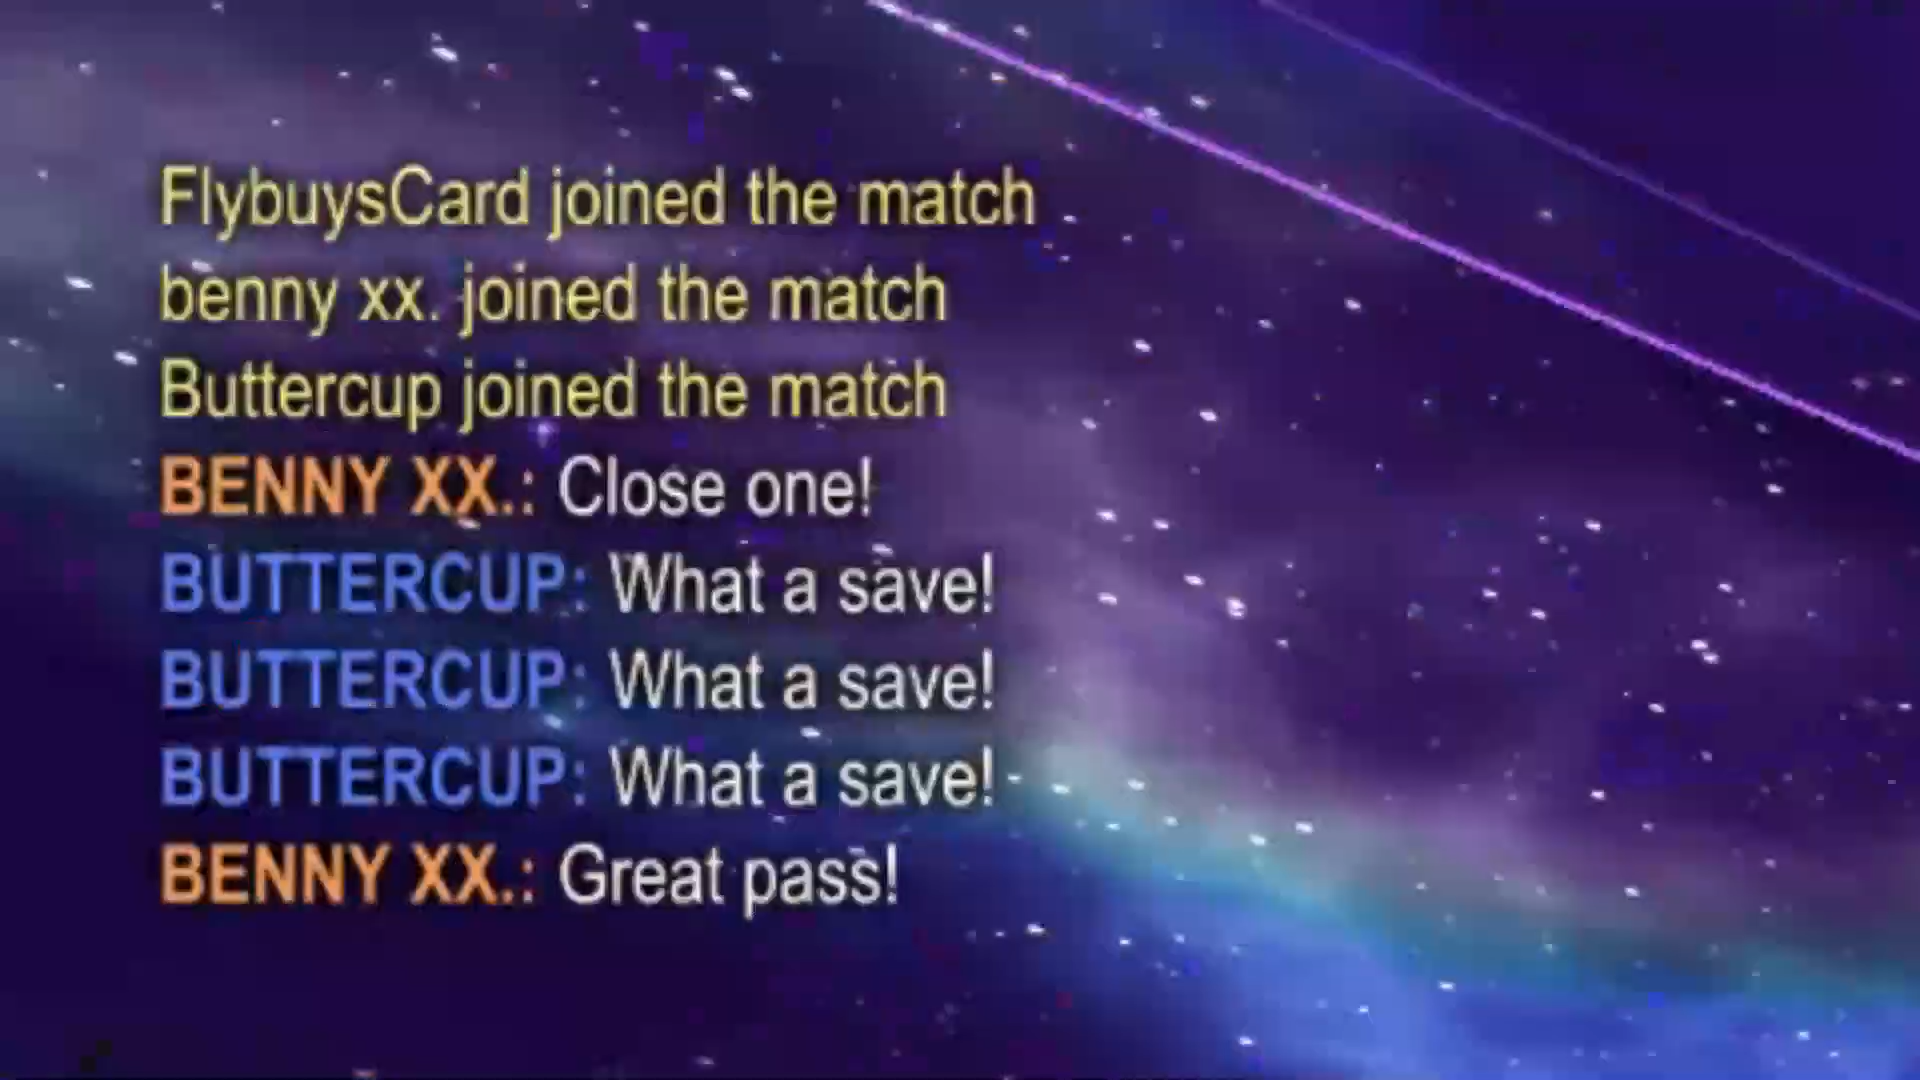 FlybuysCard joined the match
benny xx. joined the match
Buttercup joined the match
BENNY XX.: Close one!
BUTTERCUP: What a save!
BUTTERCUP: What a save!
BUTTERCUP: What a save!
BENNY XX.: Great pass!